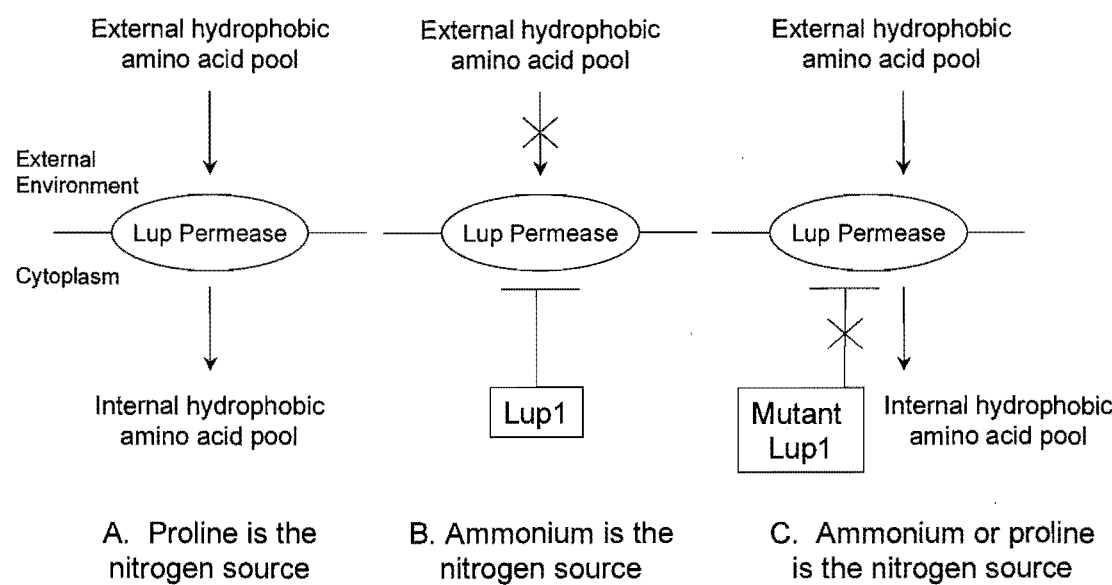 External hydrophobic
amino acid pool
External hydrophobic
amino acid pool
External hydrophobic
amino acid pool
External
Environment
Lup Permease
Lup Permease
Lup Permease
Cytoplasm
Internal hydrophobic
amino acid pool
Lup1
Mutant
Lup1
Internal hydrophobic
amino acid pool
A. Proline is the
nitrogen source
B. Ammonium is the
nitrogen source
C. Ammonium or proline
is the nitrogen source